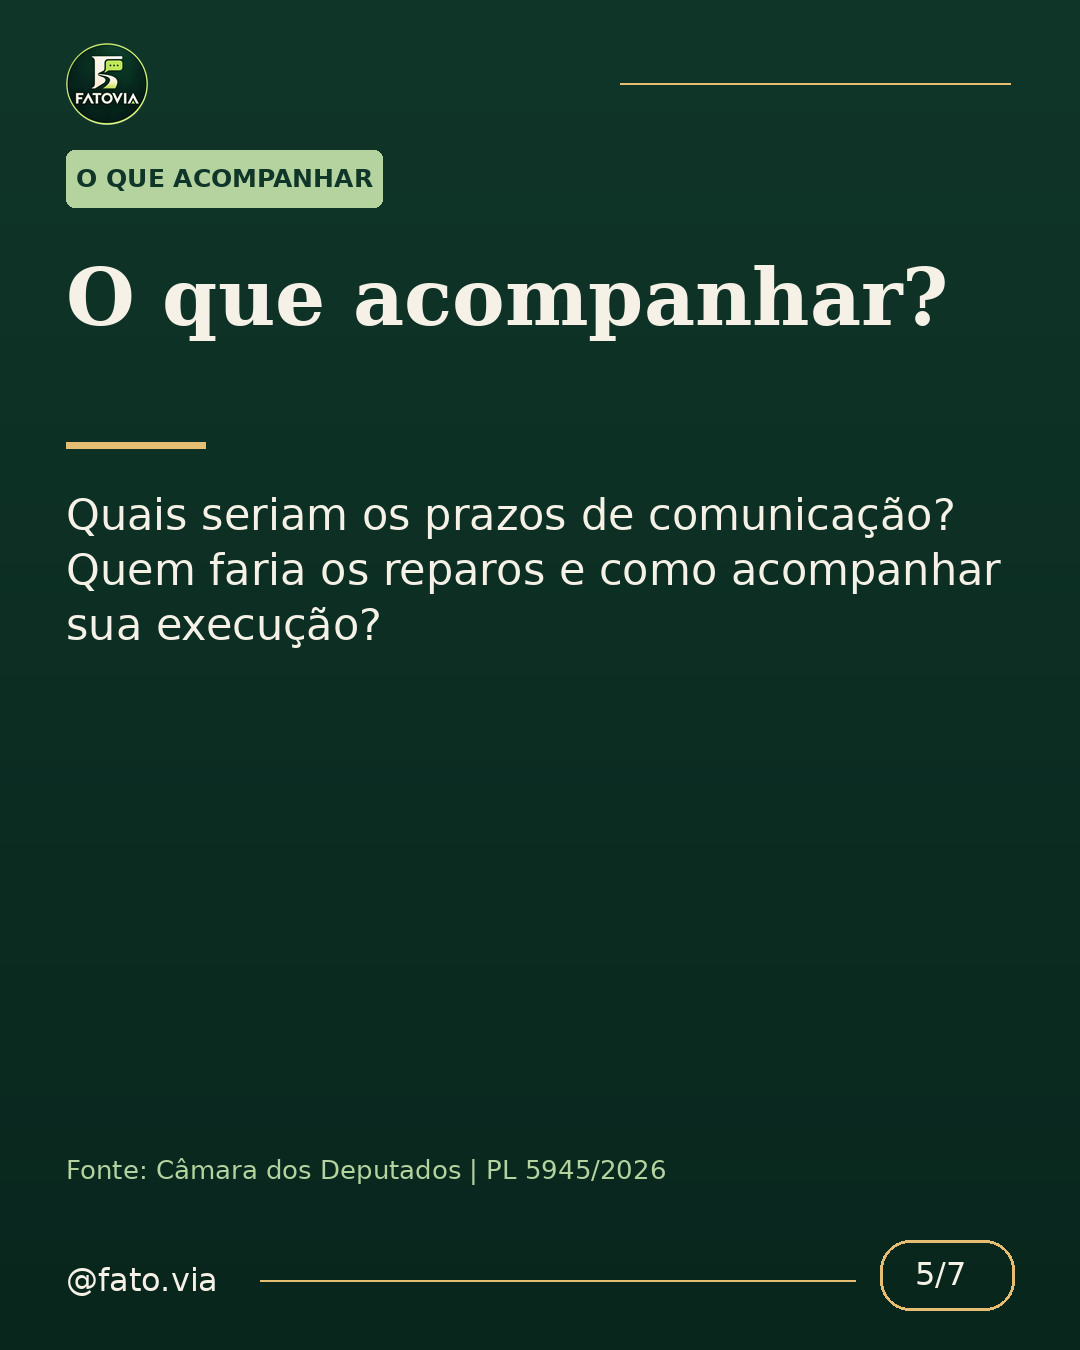 FATOVIA
O QUE ACOMPANHAR
O que acompanhar?
Quais seriam os prazos de comunicação?
Quem faria os reparos e como acompanhar
sua execução?
Fonte: Câmara dos Deputados | PL 5945/2026
@fato.via
5/7